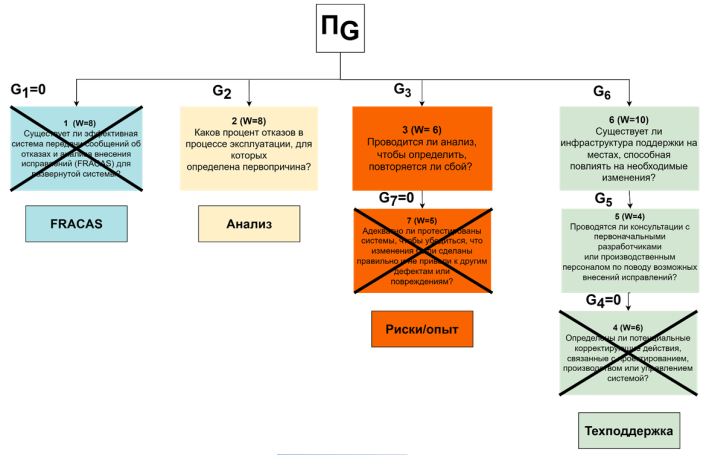 ПG
G1=0
G2
G3
G6
1 (W=8)
Существует ли эффективная
система передачи сообщений об
отказах и анализе внесения
исправлений (FRACAS) для
развернутой системы?
2 (W=8)
Каков процент отказов в
процессе эксплуатации, для
которых
определена первопричина?
3 (W= 6)
Проводится ли анализ,
чтобы определить,
повторяется ли сбой?
6 (W=10)
Существует ли
инфраструктура поддержки на
местах, способная
повлиять на необходимые
изменения?
G7=0
G5
FRACAS
Анализ
7 (W=5)
Адекватно ли протестированы
системы, чтобы убедиться, что
изменения были сделаны
правильно и не привели к другим
дефектам или
повреждениям?
5 (W=4)
Проводятся ли консультации с
первоначальными
разработчиками
или производственным
персоналом по поводу возможных
внесений исправлений?
G4=0
Риски/опыт
4 (W=6)
Определены ли потенциальные
корректирующие действия,
связанные с проектированием,
производством или управлением
системой?
Техподдержка